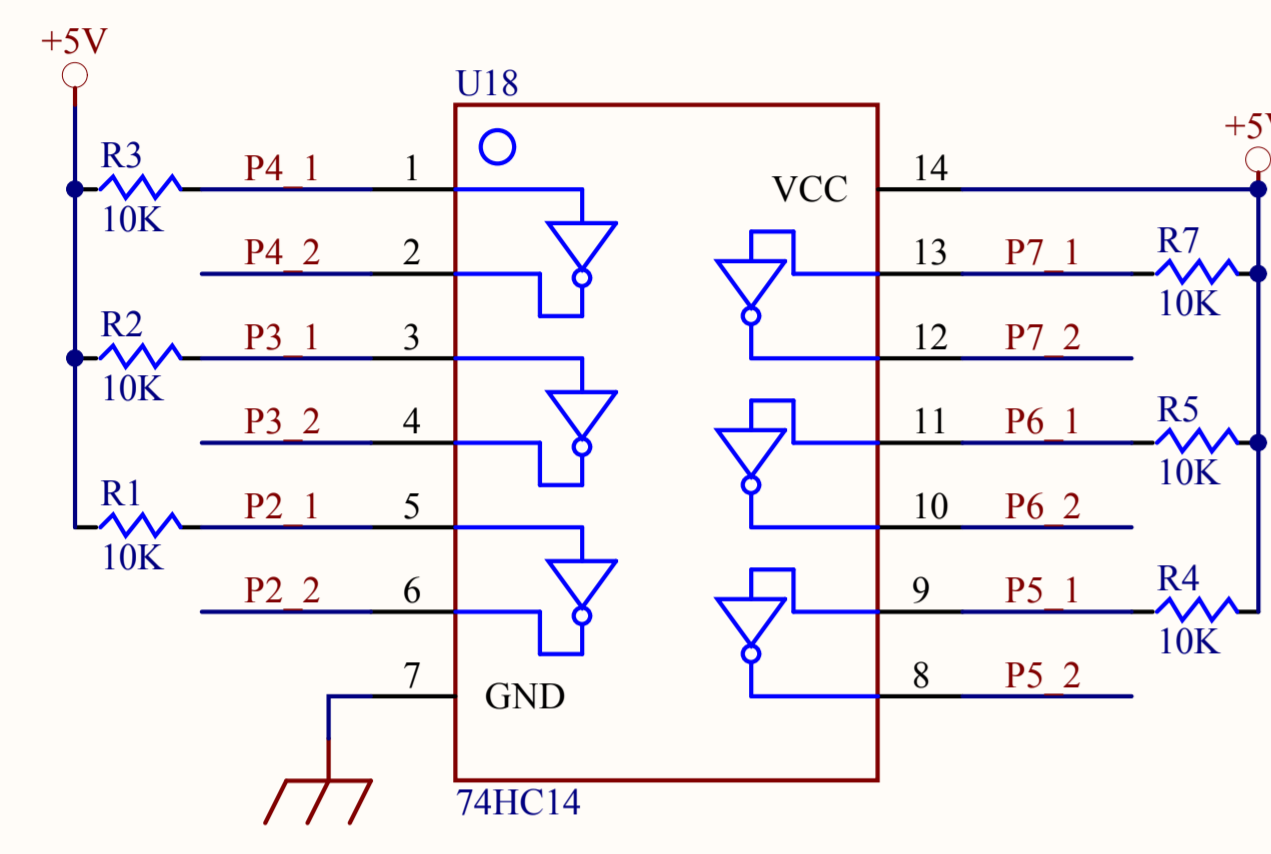 +5V
U18
+5V
R3
P4_1
1
14
VCC
10K
P4_2
2
13
P7_1
R7
10K
R2
P3_1
3
12
P7_2
10K
P3_2
4
11
P6_1
R5
10K
R1
P2_1
5
10
P6_2
10K
P2_2
6
9
P5_1
R4
10K
7
GND
8
P5_2
74HC14